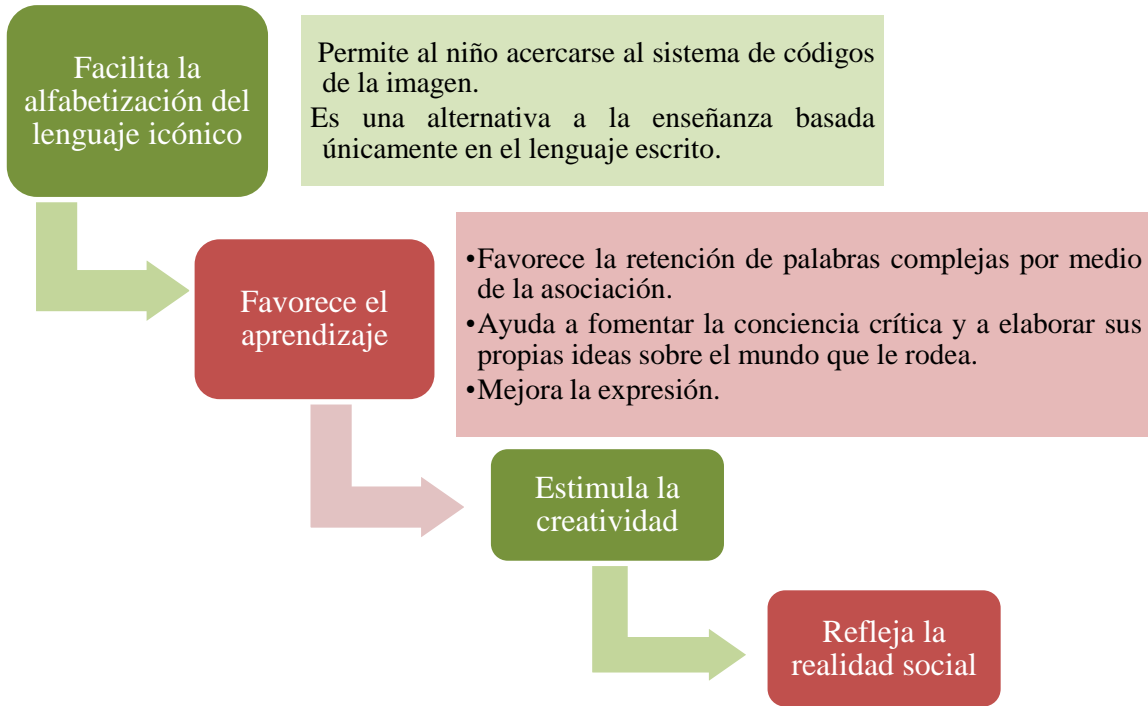 Facilita la
alfabetización del
lenguaje icónico
Permite al niño acercarse al sistema de códigos
de la imagen.
Es una alternativa a la enseñanza basada
únicamente en el lenguaje escrito.
Favorece el
aprendizaje
•Favorece la retención de palabras complejas por medio
de la asociación.
•Ayuda a fomentar la conciencia crítica y a elaborar sus
propias ideas sobre el mundo que le rodea.
•Mejora la expresión.
Estimula la
creatividad
Refleja la
realidad social